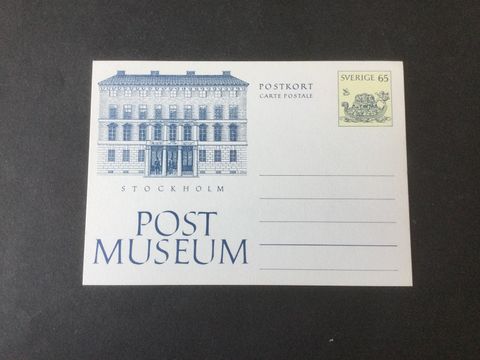 POSTKORT
CARTE POSTALE
SVERIGE 65
STOCKHOLM
POST
MUSEUM